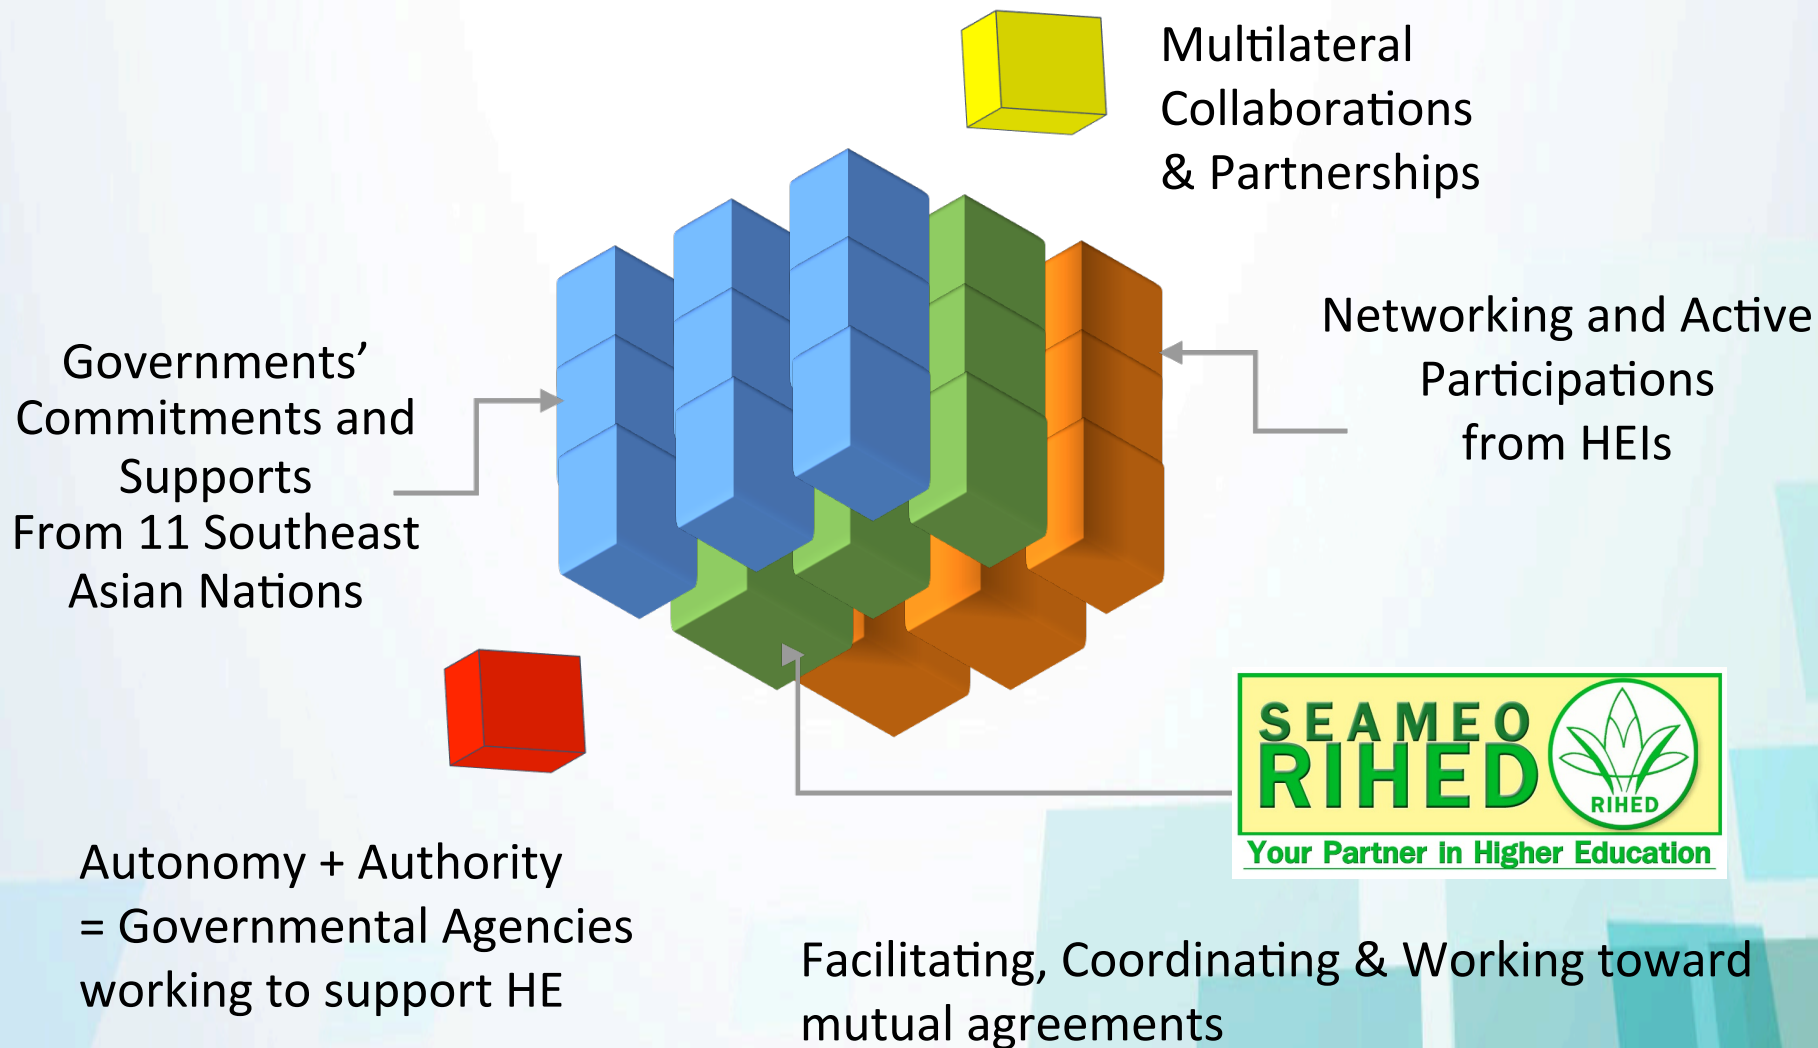 Multilateral
Collaborations
& Partnerships
Networking and Active
Participations
from HEIs
Governments’
Commitments and
Supports
From 11 Southeast
Asian Nations
SEAMEO
RIHED
RIHED
Your Partner in Higher Education
Autonomy + Authority
= Governmental Agencies
working to support HE
Facilitating, Coordinating & Working toward
mutual agreements